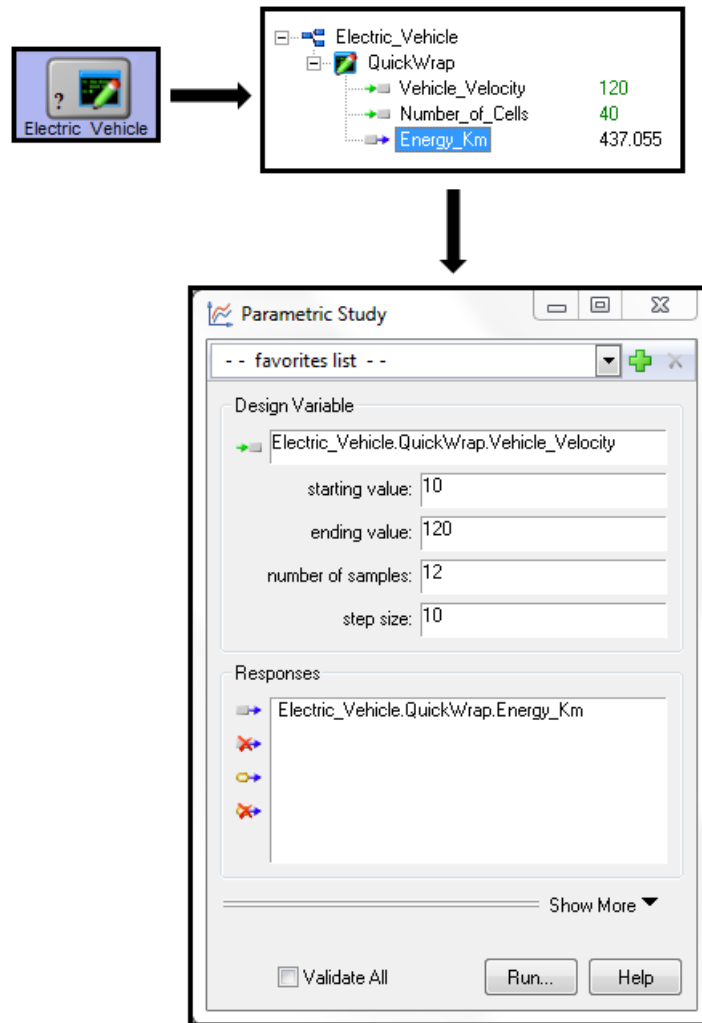 ?
Electric_Vehicle
Electric_Vehicle
QuickWrap
Vehicle_Velocity 120
Number_of_Cells 40
Energy_Km 437.055
Parametric Study
- - favorites list - -
Design Variable
Electric_Vehicle.QuickWrap.Vehicle_Velocity
starting value: 10
ending value: 120
number of samples: 12
step size: 10
Responses
Electric_Vehicle.QuickWrap.Energy_Km
Show More
Validate All Run... Help